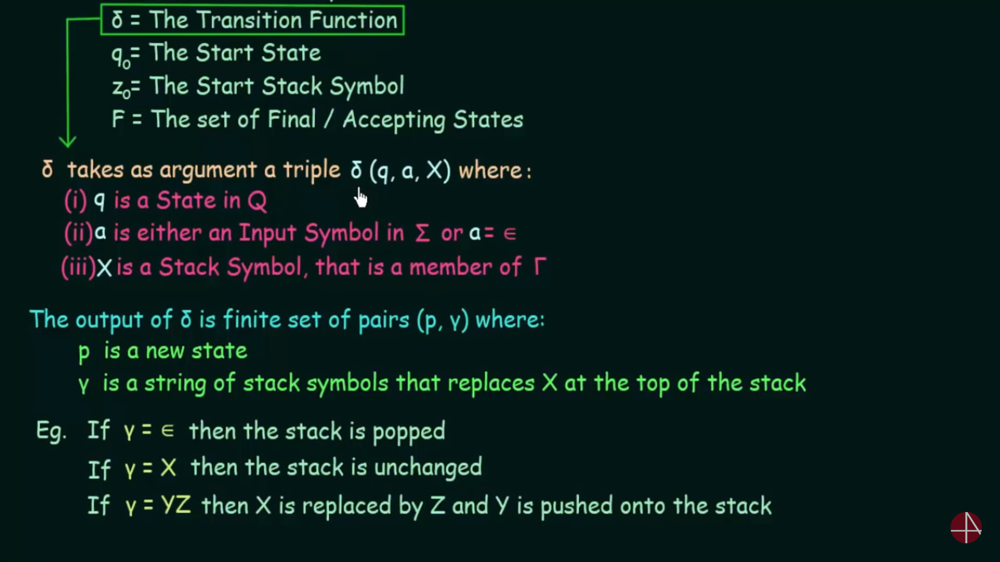 δ = The Transition Function
q₀= The Start State
z₀= The Start Stack Symbol
F = The set of Final / Accepting States
δ takes as argument a triple δ (q, a, X) where:
(i) q is a State in Q
(ii) a is either an Input Symbol in Σ or a = ∈
(iii) X is a Stack Symbol, that is a member of Γ
The output of δ is finite set of pairs (p, γ) where:
p is a new state
γ is a string of stack symbols that replaces X at the top of the stack
Eg. If γ = ∈ then the stack is popped
If γ = X then the stack is unchanged
If γ = YZ then X is replaced by Z and Y is pushed onto the stack